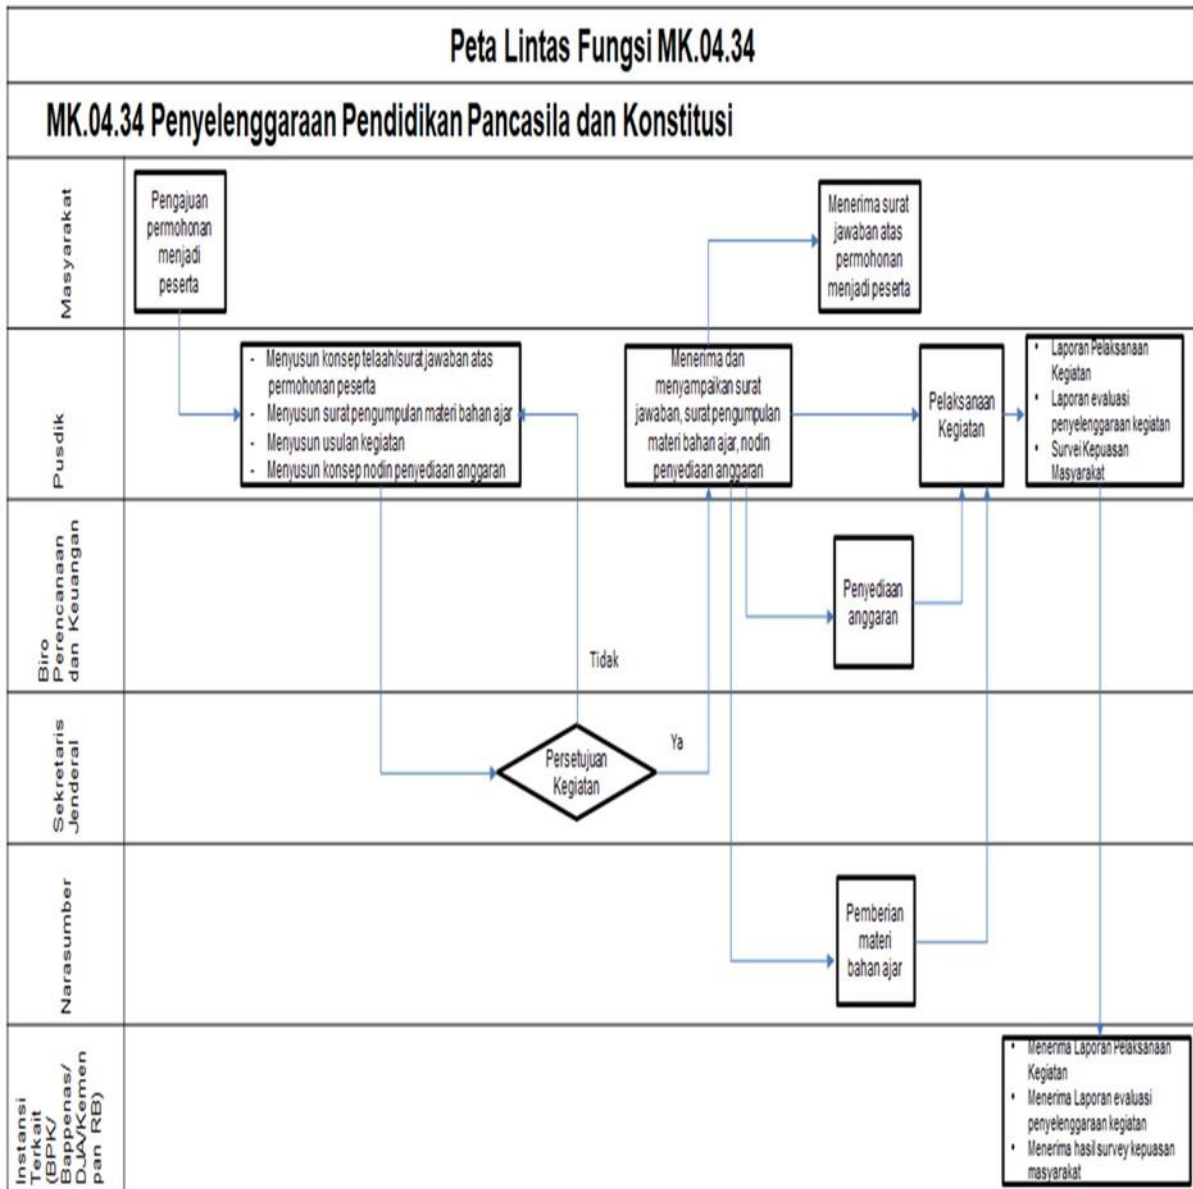 Peta Lintas Fungsi MK.04.34
MK.04.34 Penyelenggaraan Pendidikan Pancasila dan Konstitusi
Masyarakat
Pengajuan
permohonan
menjadi
peserta
Menerima surat
jawaban atas
permohonan
menjadi peserta
Pusdik
- Menyusun konsep telaah/surat jawaban atas
permohonan peserta
- Menyusun surat pengumpulan materi bahan ajar
- Menyusun usulan kegiatan
- Menyusun konsep nodin penyediaan anggaran
Menerima dan
menyampaikan surat
jawaban, surat pengumpulan
materi bahan ajar, nodin
penyediaan anggaran
Pelaksanaan
Kegiatan
• Laporan Pelaksanaan
Kegiatan
• Laporan evaluasi
penyelenggaraan kegiatan
• Survei Kepuasan
Masyarakat
Biro
Perencanaan
dan Keuangan
Penyediaan
anggaran
Tidak
Sekretaris
Jenderal
Persetujuan
Kegiatan
Ya
Narasumber
Pemberian
materi
bahan ajar
Instansi
Terkait
(BPK/
Bappenas/
DJA/Kemen
pan RB)
• Menerima Laporan Pelaksanaan
Kegiatan
• Menerima Laporan evaluasi
penyelenggaraan kegiatan
• Menerima hasil survey kepuasan
masyarakat